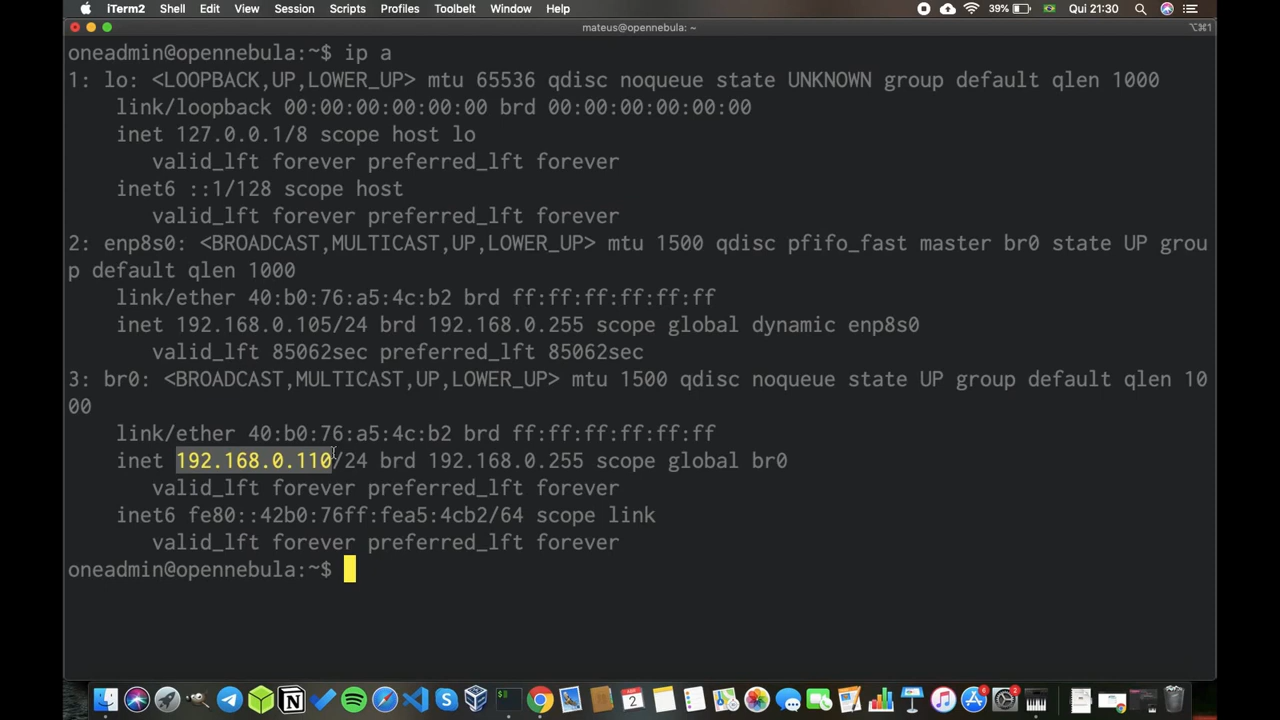 iTerm2 Shell Edit View Session Scripts Profiles Toolbelt Window Help 39% Qui 21:30
mateus@opennebula: ~ ⌥⌘1
oneadmin@opennebula:~$ ip a
1: lo: <LOOPBACK,UP,LOWER_UP> mtu 65536 qdisc noqueue state UNKNOWN group default qlen 1000
link/loopback 00:00:00:00:00:00 brd 00:00:00:00:00:00
inet 127.0.0.1/8 scope host lo
valid_lft forever preferred_lft forever
inet6 ::1/128 scope host
valid_lft forever preferred_lft forever
2: enp8s0: <BROADCAST,MULTICAST,UP,LOWER_UP> mtu 1500 qdisc pfifo_fast master br0 state UP grou
p default qlen 1000
link/ether 40:b0:76:a5:4c:b2 brd ff:ff:ff:ff:ff:ff
inet 192.168.0.105/24 brd 192.168.0.255 scope global dynamic enp8s0
valid_lft 85062sec preferred_lft 85062sec
3: br0: <BROADCAST,MULTICAST,UP,LOWER_UP> mtu 1500 qdisc noqueue state UP group default qlen 10
00
link/ether 40:b0:76:a5:4c:b2 brd ff:ff:ff:ff:ff:ff
inet 192.168.0.110/24 brd 192.168.0.255 scope global br0
valid_lft forever preferred_lft forever
inet6 fe80::42b0:76ff:fea5:4cb2/64 scope link
valid_lft forever preferred_lft forever
oneadmin@opennebula:~$